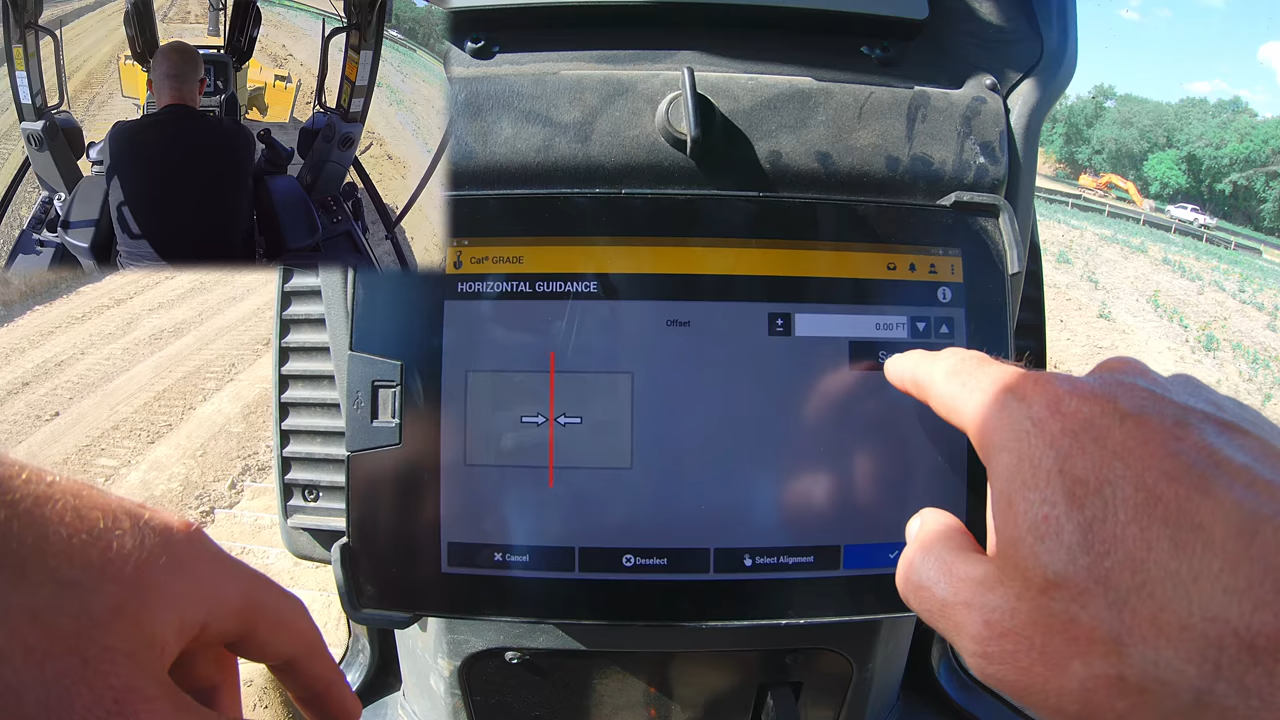 Cat® GRADE
HORIZONTAL GUIDANCE
Offset
0.00 FT
Cancel
Deselect
Select Alignment